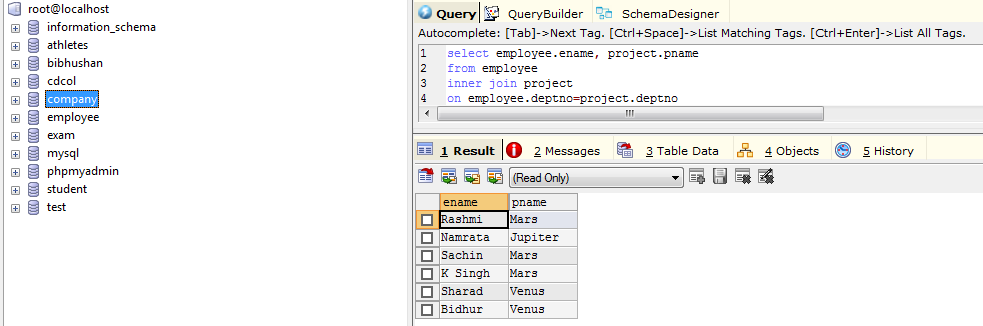 root@localhost
information_schema
athletes
bibhushan
cdcol
company
employee
exam
mysql
phpmyadmin
student
test
Query QueryBuilder SchemaDesigner
Autocomplete: [Tab]->Next Tag. [Ctrl+Space]->List Matching Tags. [Ctrl+Enter]->List All Tags.
1 select employee.ename, project.pname
2 from employee
3 inner join project
4 on employee.deptno=project.deptno
1 Result 2 Messages 3 Table Data 4 Objects 5 History
(Read Only)
ename pname
Rashmi Mars
Namrata Jupiter
Sachin Mars
K Singh Mars
Sharad Venus
Bidhur Venus